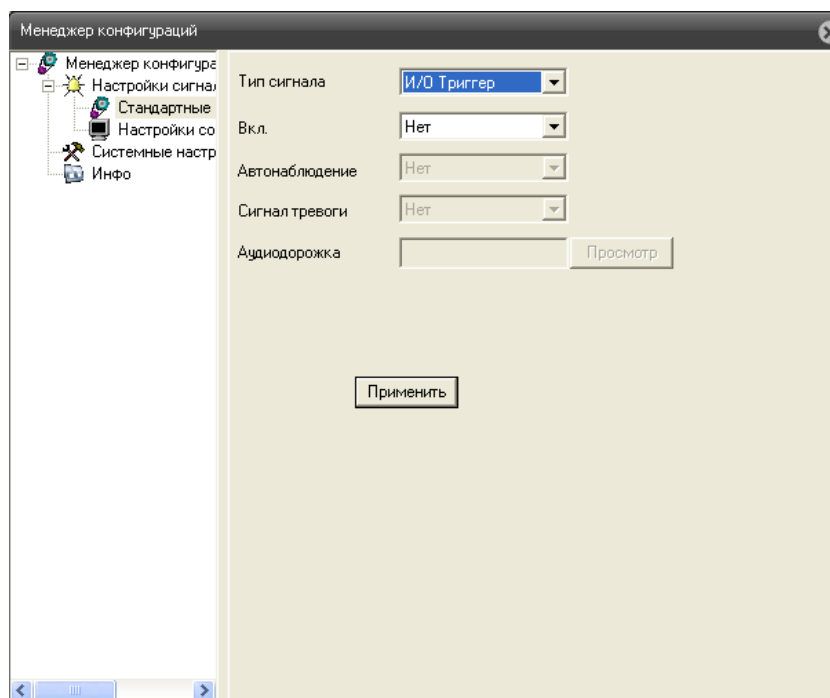 Менеджер конфигураций
Менеджер конфигура
Настройки сигнал
Стандартные
Настройки со
Системные настр
Инфо
Тип сигнала
И/О Триггер
Вкл.
Нет
Автонаблюдение
Нет
Сигнал тревоги
Нет
Аудиодорожка
Просмотр
Применить